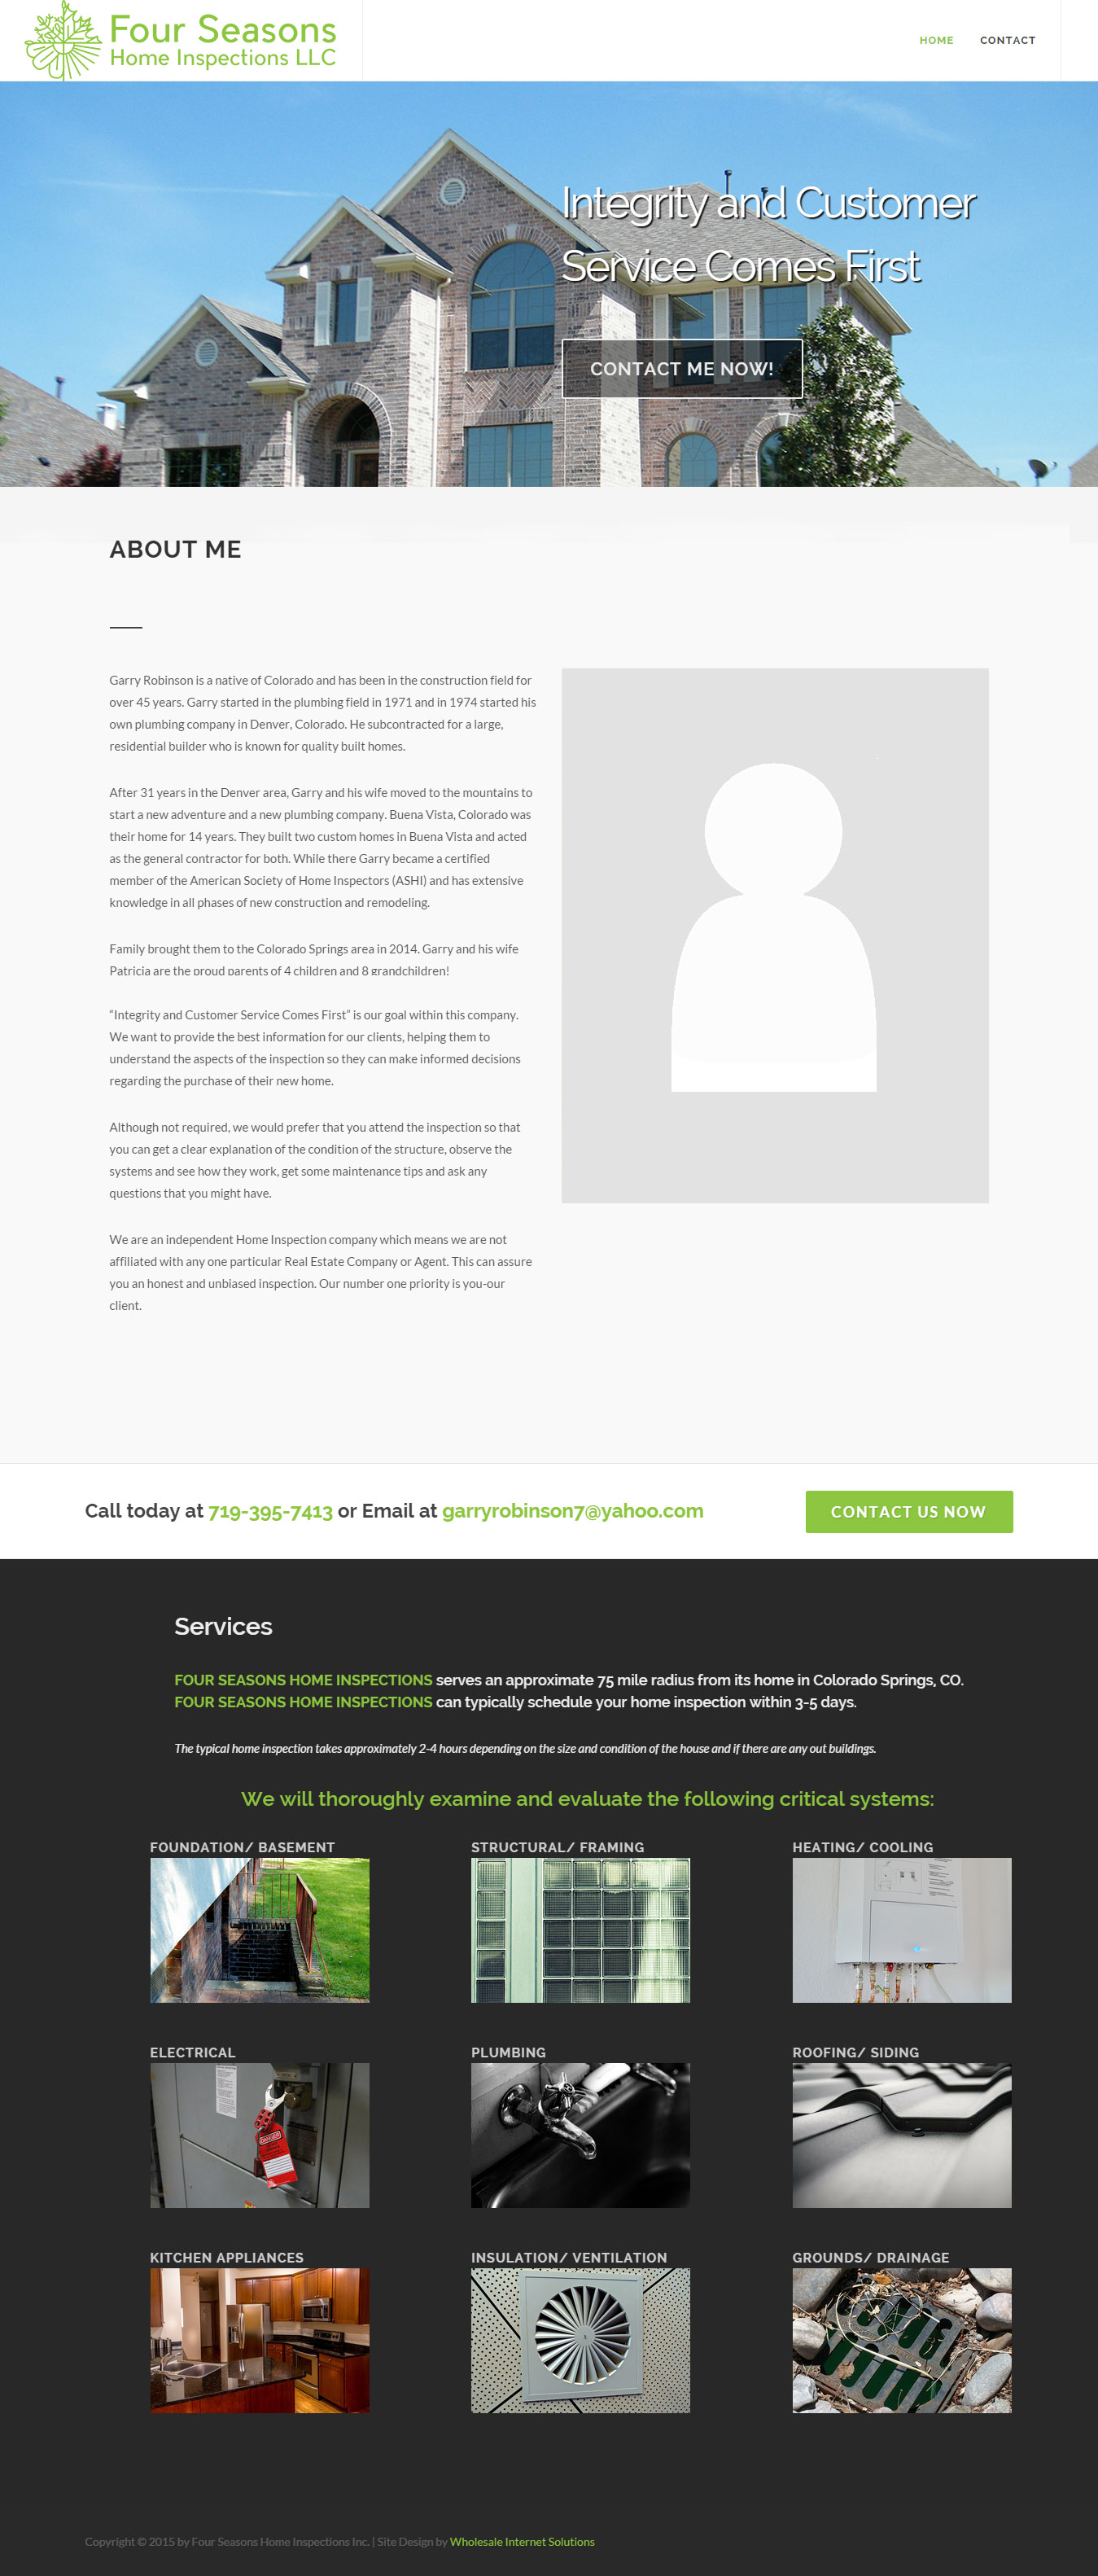 Four Seasons
Home Inspections LLC
HOME
CONTACT
Integrity and Customer
Service Comes First
CONTACT ME NOW!
ABOUT ME
Garry Robinson is a native of Colorado and has been in the construction field for
over 45 years. Garry started in the plumbing field in 1971 and in 1974 started his
own plumbing company in Denver, Colorado. He subcontracted for a large,
residential builder who is known for quality built homes.
After 31 years in the Denver area, Garry and his wife moved to the mountains to
start a new adventure and a new plumbing company. Buena Vista, Colorado was
their home for 14 years. They built two custom homes in Buena Vista and acted
as the general contractor for both. While there Garry became a certified
member of the American Society of Home Inspectors (ASHI) and has extensive
knowledge in all phases of new construction and remodeling.
Family brought them to the Colorado Springs area in 2014. Garry and his wife
Patricia are the proud parents of 4 children and 8 grandchildren!
“Integrity and Customer Service Comes First” is our goal within this company.
We want to provide the best information for our clients, helping them to
understand the aspects of the inspection so they can make informed decisions
regarding the purchase of their new home.
Although not required, we would prefer that you attend the inspection so that
you can get a clear explanation of the condition of the structure, observe the
systems and see how they work, get some maintenance tips and ask any
questions that you might have.
We are an independent Home Inspection company which means we are not
affiliated with any one particular Real Estate Company or Agent. This can assure
you an honest and unbiased inspection. Our number one priority is you-our
client.
Call today at 719-395-7413 or Email at garryrobinson7@yahoo.com
CONTACT US NOW
Services
FOUR SEASONS HOME INSPECTIONS serves an approximate 75 mile radius from its home in Colorado Springs, CO.
FOUR SEASONS HOME INSPECTIONS can typically schedule your home inspection within 3-5 days.
The typical home inspection takes approximately 2-4 hours depending on the size and condition of the house and if there are any out buildings.
We will thoroughly examine and evaluate the following critical systems:
FOUNDATION/ BASEMENT
STRUCTURAL/ FRAMING
HEATING/ COOLING
ELECTRICAL
PLUMBING
ROOFING/ SIDING
KITCHEN APPLIANCES
INSULATION/ VENTILATION
GROUNDS/ DRAINAGE
Copyright © 2015 by Four Seasons Home Inspections Inc. | Site Design by Wholesale Internet Solutions